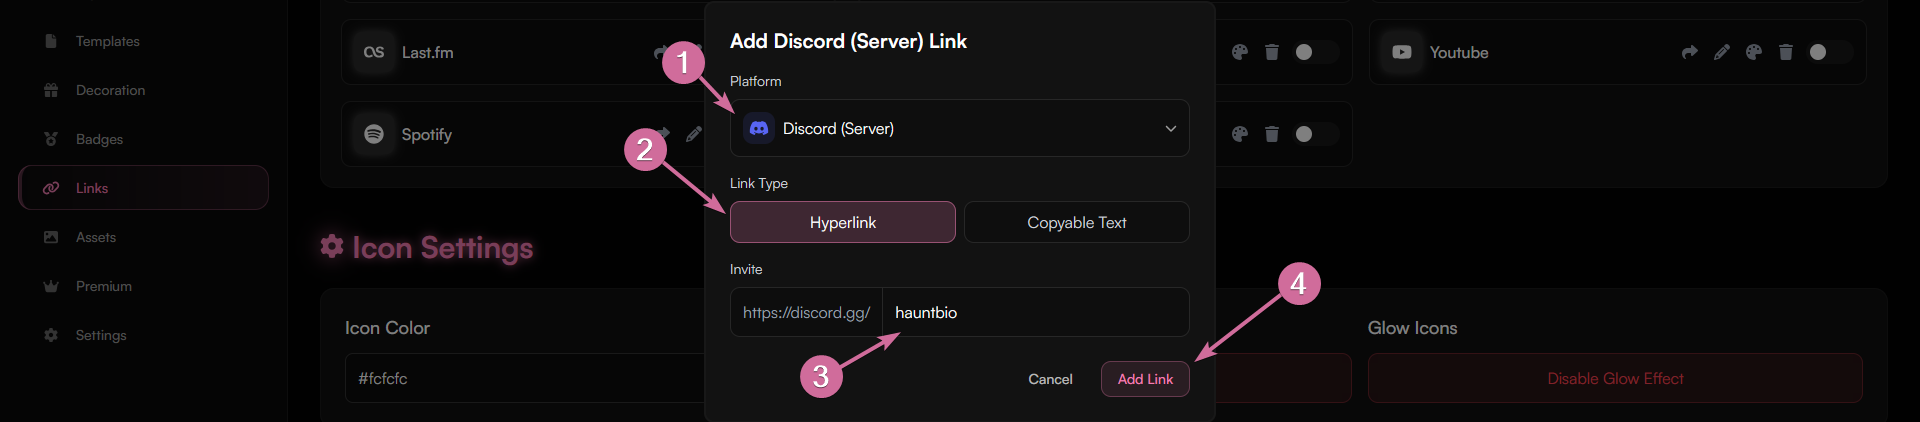 Templates
Decoration
Badges
Links
Assets
Premium
Settings
Last.fm
Spotify
Youtube
Icon Settings
Icon Color
#fcfcfc
Glow Icons
Disable Glow Effect
Add Discord (Server) Link
Platform
1
Discord (Server)
2
Link Type
Hyperlink
Copyable Text
Invite
https://discord.gg/
hauntbio
3
4
Cancel
Add Link